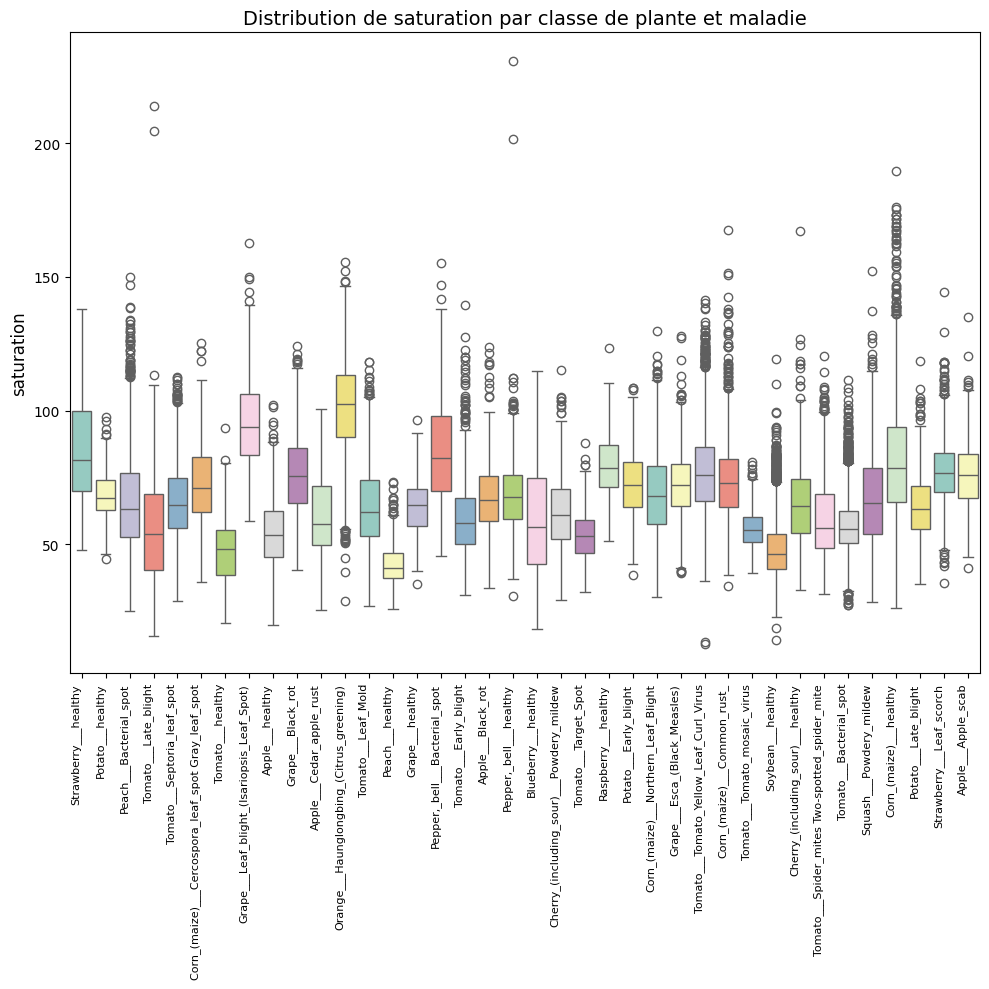 Distribution de saturation par classe de plante et maladie
saturation
200
150
100
50
Strawberry___healthy
Potato___healthy
Peach___Bacterial_spot
Tomato___Late_blight
Tomato___Septoria_leaf_spot
Corn_(maize)___Cercospora_leaf_spot Gray_leaf_spot
Tomato___healthy
Grape___Leaf_blight_(Isariopsis_Leaf_Spot)
Apple___healthy
Grape___Black_rot
Apple___Cedar_apple_rust
Orange___Haunglongbing_(Citrus_greening)
Tomato___Leaf_Mold
Peach___healthy
Grape___healthy
Pepper,_bell___Bacterial_spot
Tomato___Early_blight
Apple___Black_rot
Pepper,_bell___healthy
Blueberry___healthy
Cherry_(including_sour)___Powdery_mildew
Tomato___Target_Spot
Raspberry___healthy
Potato___Early_blight
Corn_(maize)___Northern_Leaf_Blight
Grape___Esca_(Black_Measles)
Tomato___Tomato_Yellow_Leaf_Curl_Virus
Corn_(maize)___Common_rust_
Tomato___Tomato_mosaic_virus
Soybean___healthy
Cherry_(including_sour)___healthy
Tomato___Spider_mites Two-spotted_spider_mite
Tomato___Bacterial_spot
Squash___Powdery_mildew
Corn_(maize)___healthy
Potato___Late_blight
Strawberry___Leaf_scorch
Apple___Apple_scab